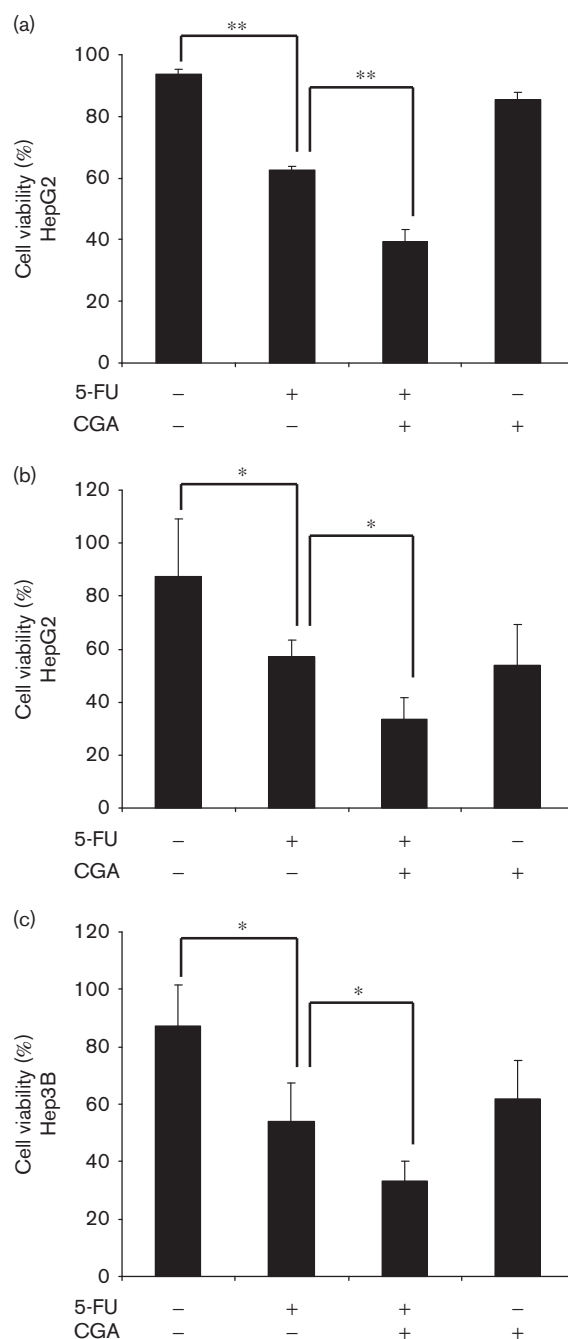 (a)
**
**
100
80
60
40
20
0
Cell viability (%)
HepG2
5-FU – + + –
CGA – – + +
(b)
*
*
120
100
80
60
40
20
0
Cell viability (%)
HepG2
5-FU – + + –
CGA – – + +
(c)
*
*
120
100
80
60
40
20
0
Cell viability (%)
Hep3B
5-FU – + + –
CGA – – + +